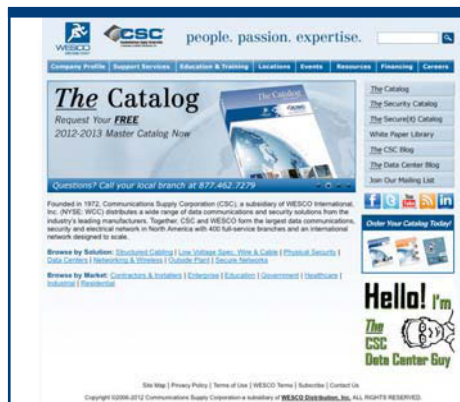 WESCO
CSC
people. passion. expertise.
Company Profile Support Services Education & Training Locations Events Resources Financing Careers
The Catalog
Request Your FREE
2012-2013 Master Catalog Now
The Catalog
Questions? Call your local branch at 877.462.7279
The Catalog
The Security Catalog
The Secure(it) Catalog
White Paper Library
The CSC Blog
The Data Center Blog
Join Our Mailing List
Order Your Catalog Today!
Founded in 1972, Communications Supply Corporation (CSC), a subsidiary of WESCO International,
Inc. (NYSE: WCC) distributes a wide range of data communications and security solutions from the
industry's leading manufacturers. Together, CSC and WESCO form the largest data communications,
security and electrical network in North America with 400 full-service branches and an international
network designed to scale.
Browse by Solution: Structured Cabling | Low Voltage Spec. Wire & Cable | Physical Security |
Data Centers | Networking & Wireless | Outside Plant | Secure Networks
Browse by Market: Contractors & Installers | Enterprise | Education | Government | Healthcare |
Industrial | Residential
Hello! I'm
The
CSC
Data Center Guy
Site Map | Privacy Policy | Terms of Use | WESCO Terms | Subscribe | Contact Us
Copyright ©2006-2012 Communications Supply Corporation a subsidiary of WESCO Distribution, Inc. ALL RIGHTS RESERVED.